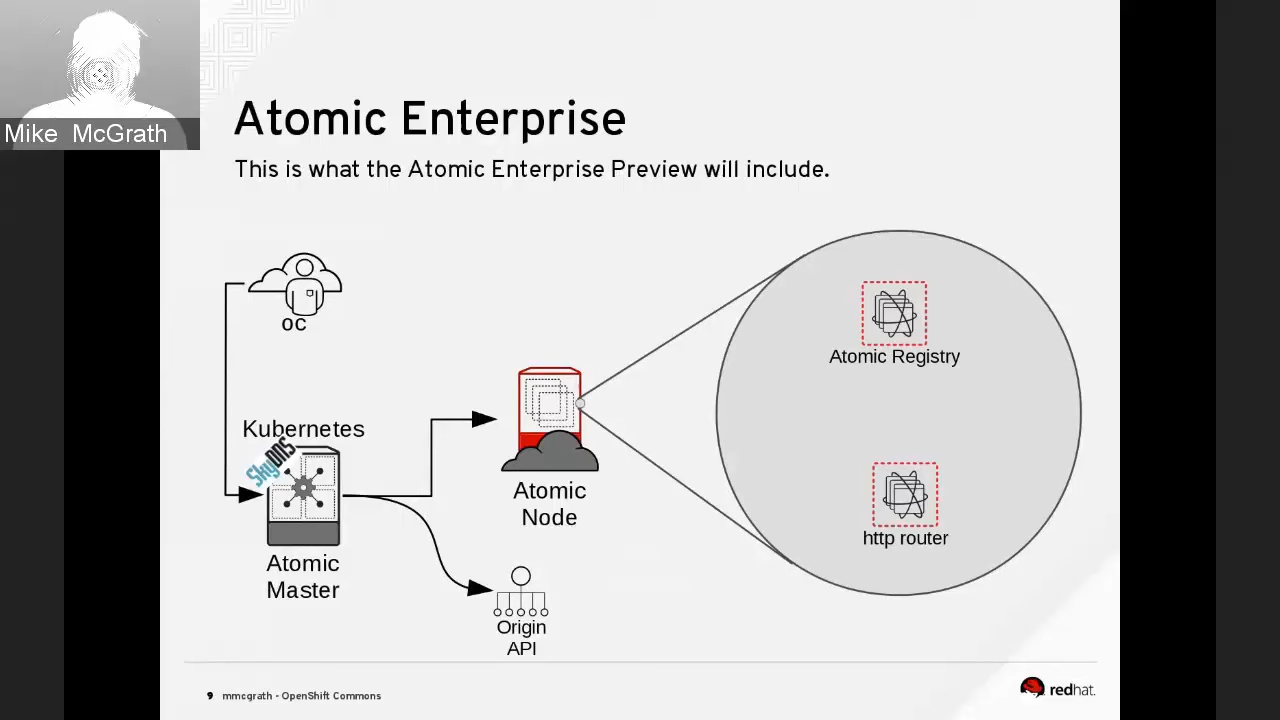 Mike McGrath
Atomic Enterprise
This is what the Atomic Enterprise Preview will include.
oc
Kubernetes
SkyDNS
Atomic
Master
Atomic
Node
Origin
API
Atomic Registry
http router
9 mmcgrath - OpenShift Commons
redhat.